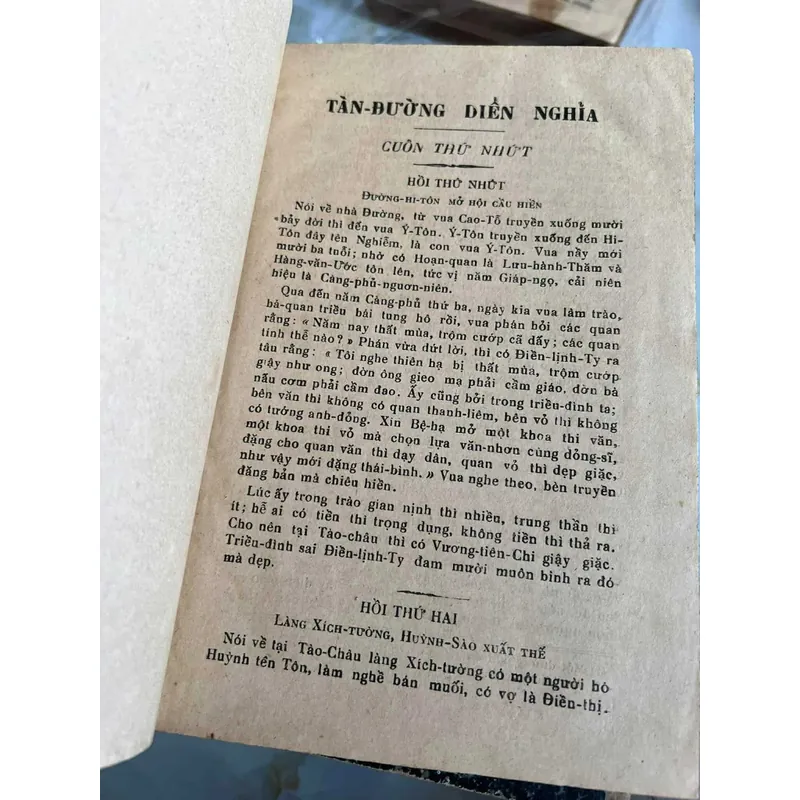 TÀN-ĐƯỜNG DIỄN NGHĨA
CUỐN THỨ NHỨT
HỒI THỨ NHỨT
ĐƯỜNG-HI-TÔN MỞ HỘI CẦU HIỀN
Nói về nhà Đường, từ vua Cao-Tổ truyền xuống mười
bảy đời thì đến vua Ý-Tôn. Ý-Tôn truyền xuống đến Hi-
Tôn đây tên Nghiễm, là con vua Ý-Tôn. Vua nầy mới
mười ba tuổi; nhờ có Hoạn-quan là Lưu-hành-Thăm và
Hàng-văn-Ước tôn lên, tức vị năm Giáp-ngọ, cải niên
hiệu là Càng-phủ-nguơn-niên.
Qua đến năm Càng-phủ thứ ba, ngày kia vua lâm trào,
bá-quan triều bái tung hô rồi, vua phán hỏi các quan
rằng: « Năm nay thất mùa, trộm cướp cả dấy; các quan
tính thế nào? » Phán vừa dứt lời, thì có Điền-lịnh-Ty ra
tâu rằng: « Tôi nghe thiên hạ bị thất mùa, trộm cướp
giậy như ong; đờn ông gieo mạ phải cầm giáo, đờn bà
nấu cơm phải cầm đao. Ấy cũng bởi trong triều-đình ta;
bên văn thì không có quan thanh-liêm, bên võ thì không
có tướng anh-dõng. Xin Bệ-hạ mở một khoa thi văn,
một khoa thi võ mà chọn lựa văn-nhơn cùng dõng-sĩ,
đặng cho quan văn thì dạy dân, quan võ thì dẹp giặc,
như vậy mới đặng thái-bình. » Vua nghe theo, bèn truyền
đăng bản mà chiêu hiền.
Lúc ấy trong trào gian nịnh thì nhiều, trung thần thì
ít; hễ ai có tiền thì trọng dụng, không tiền thì thả ra.
Cho nên tại Tào-châu thì có Vương-tiên-Chi giậy giặc.
Triều-đình sai Điền-lịnh-Ty đam mười muôn binh ra đó
mà dẹp.
HỒI THỨ HAI
LÀNG XÍCH-TƯỜNG, HUỲNH-SÀO XUẤT THẾ
Nói về tại Tào-Châu làng Xích-tường có một người họ
Huỳnh tên Tôn, làm nghề bán muối, có vợ là Điền-thị.